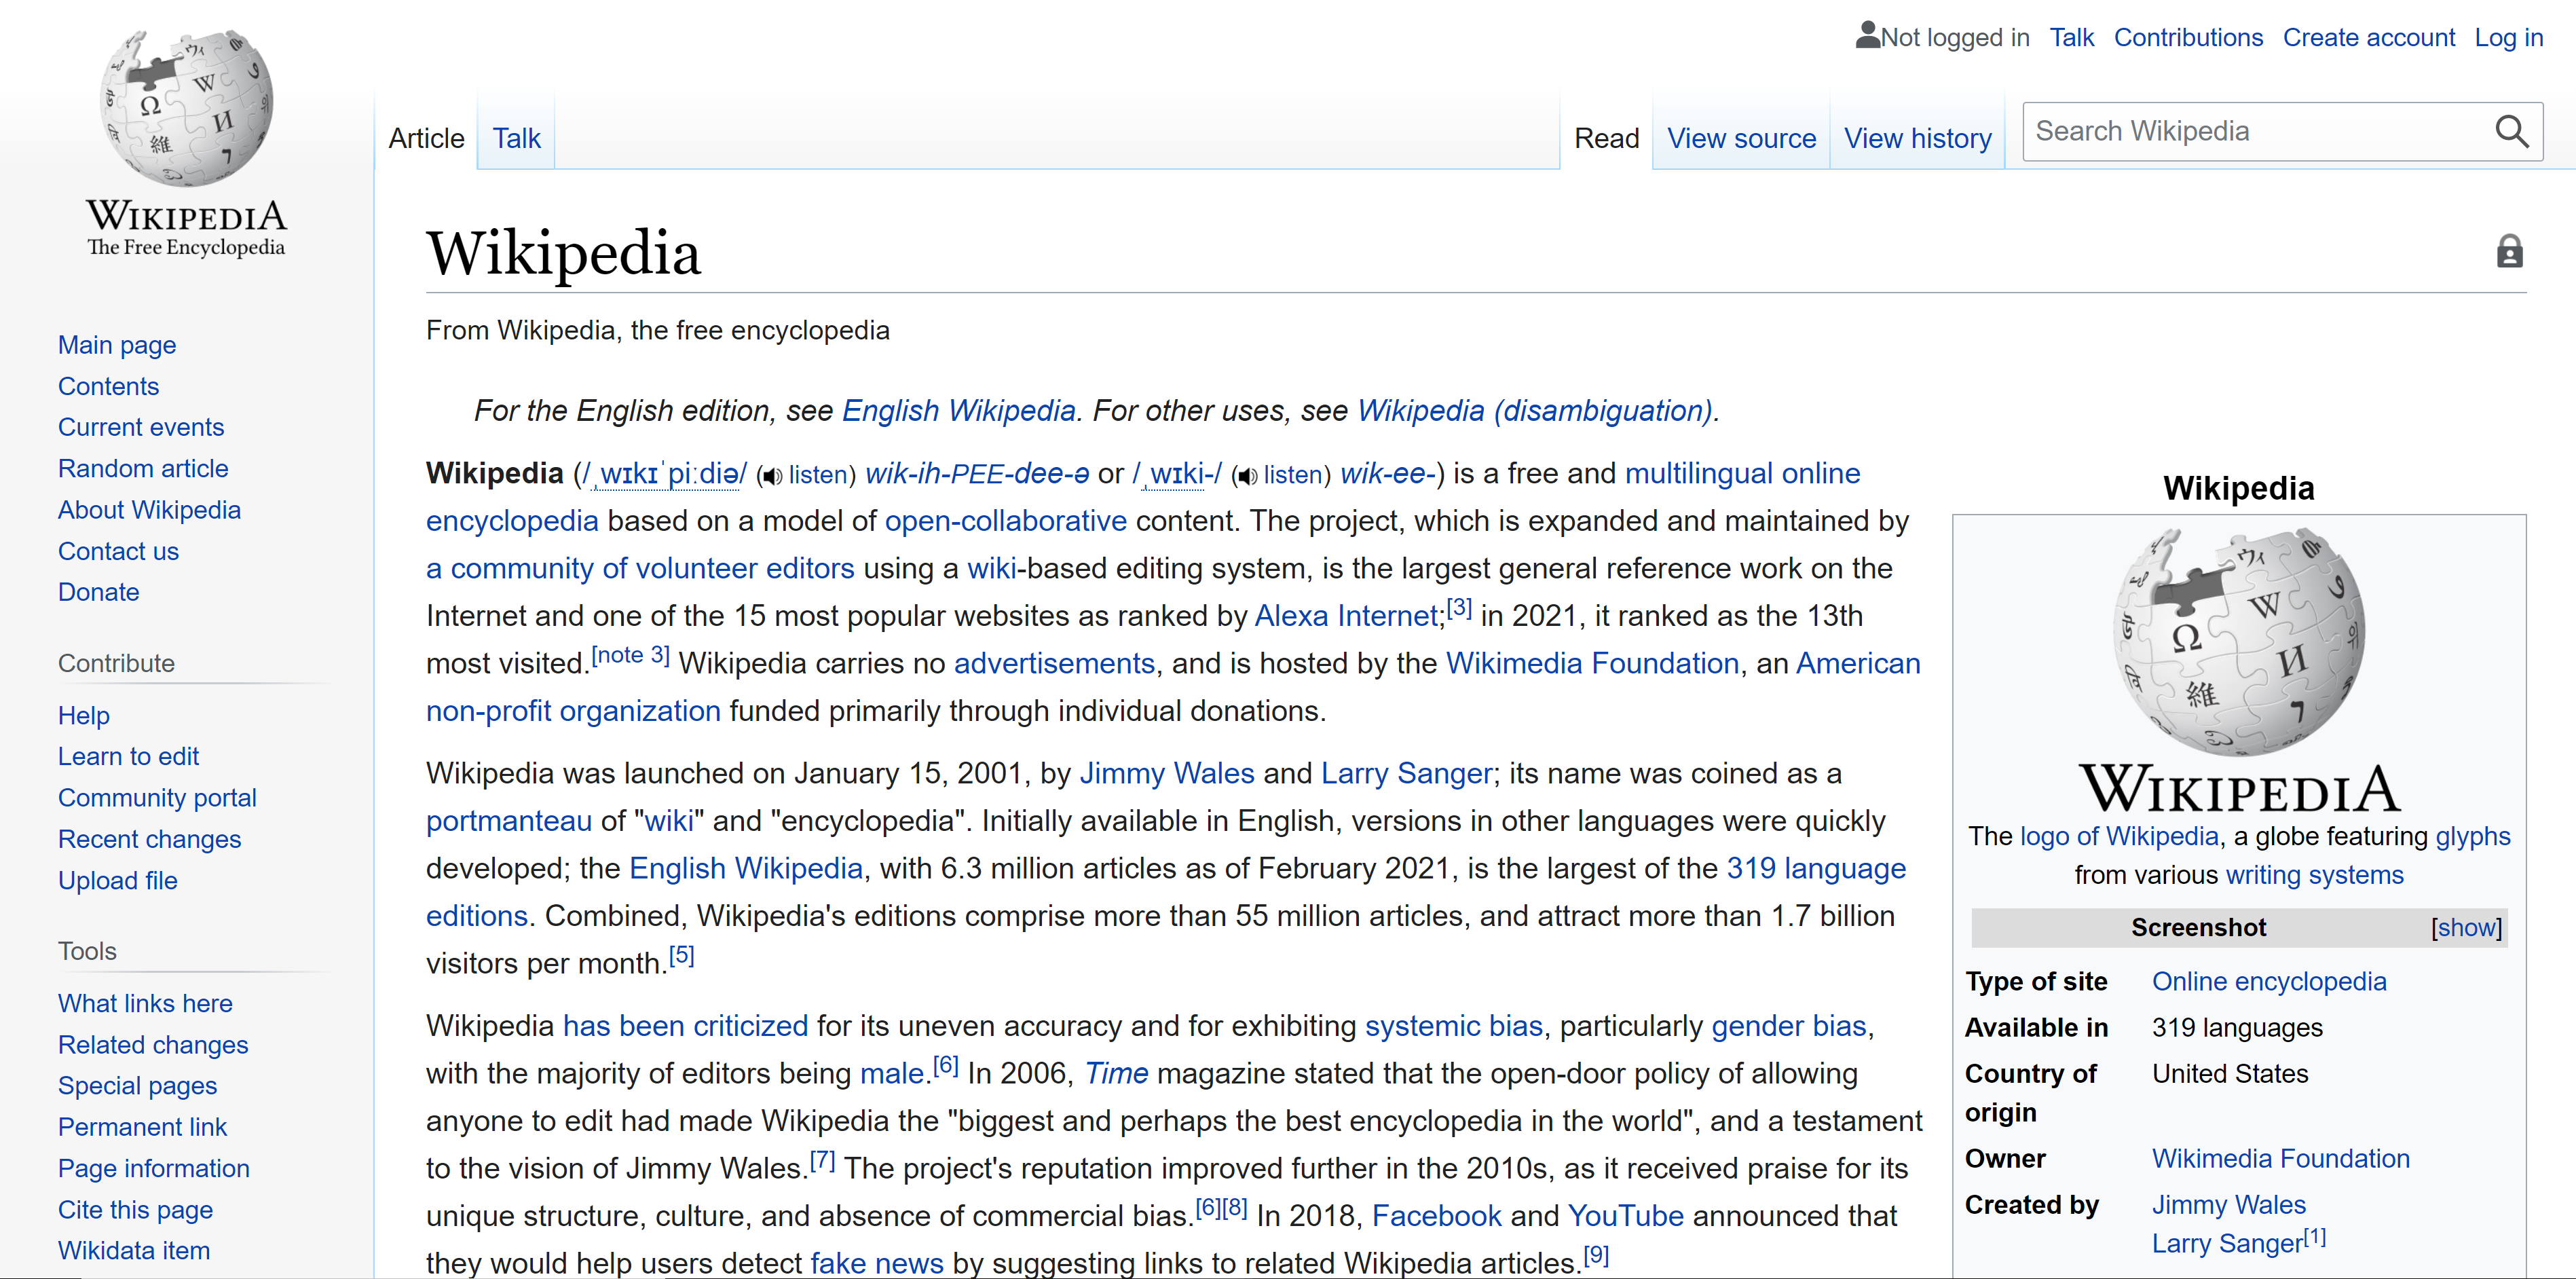 WIKIPEDIA
The Free Encyclopedia
Not logged in Talk Contributions Create account Log in
Article Talk
Read View source View history Search Wikipedia
Main page
Contents
Current events
Random article
About Wikipedia
Contact us
Donate
Contribute
Help
Learn to edit
Community portal
Recent changes
Upload file
Tools
What links here
Related changes
Special pages
Permanent link
Page information
Cite this page
Wikidata item
Wikipedia
From Wikipedia, the free encyclopedia
For the English edition, see English Wikipedia. For other uses, see Wikipedia (disambiguation).
Wikipedia (/ˌwɪkɪˈpiːdiə/ (listen) wik-ih-PEE-dee-ə or /ˌwɪki-/ (listen) wik-ee-) is a free and multilingual online
encyclopedia based on a model of open-collaborative content. The project, which is expanded and maintained by
a community of volunteer editors using a wiki-based editing system, is the largest general reference work on the
Internet and one of the 15 most popular websites as ranked by Alexa Internet;[3] in 2021, it ranked as the 13th
most visited.[note 3] Wikipedia carries no advertisements, and is hosted by the Wikimedia Foundation, an American
non-profit organization funded primarily through individual donations.
Wikipedia was launched on January 15, 2001, by Jimmy Wales and Larry Sanger; its name was coined as a
portmanteau of "wiki" and "encyclopedia". Initially available in English, versions in other languages were quickly
developed; the English Wikipedia, with 6.3 million articles as of February 2021, is the largest of the 319 language
editions. Combined, Wikipedia's editions comprise more than 55 million articles, and attract more than 1.7 billion
visitors per month.[5]
Wikipedia has been criticized for its uneven accuracy and for exhibiting systemic bias, particularly gender bias,
with the majority of editors being male.[6] In 2006, Time magazine stated that the open-door policy of allowing
anyone to edit had made Wikipedia the "biggest and perhaps the best encyclopedia in the world", and a testament
to the vision of Jimmy Wales.[7] The project's reputation improved further in the 2010s, as it received praise for its
unique structure, culture, and absence of commercial bias.[6][8] In 2018, Facebook and YouTube announced that
they would help users detect fake news by suggesting links to related Wikipedia articles.[9]
Wikipedia
Ω W И 維 ウィ 7
WIKIPEDIA
The logo of Wikipedia, a globe featuring glyphs
from various writing systems
Screenshot [show]
Type of site Online encyclopedia
Available in 319 languages
Country of United States
origin
Owner Wikimedia Foundation
Created by Jimmy Wales
Larry Sanger[1]